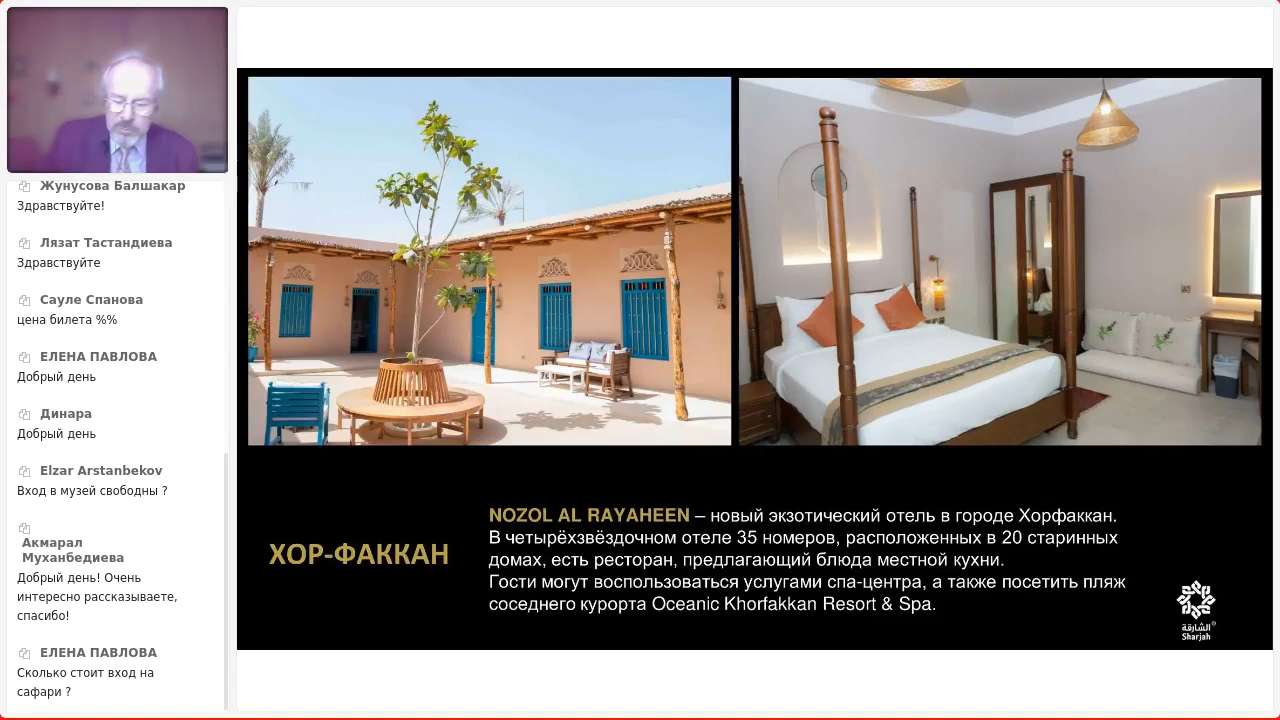 Жунусова Балшакар
Здравствуйте!
Лязат Тастандиева
Здравствуйте
Сауле Спанова
цена билета %%
ЕЛЕНА ПАВЛОВА
Добрый день
Динара
Добрый день
Elzar Arstanbekov
Вход в музей свободны ?
Акмарал
Муханбедиева
Добрый день! Очень
интересно рассказываете,
спасибо!
ЕЛЕНА ПАВЛОВА
Сколько стоит вход на
сафари ?
ХОР-ФАККАН
NOZOL AL RAYAHEEN – новый экзотический отель в городе Хорфаккан.
В четырёхзвёздочном отеле 35 номеров, расположенных в 20 старинных
домах, есть ресторан, предлагающий блюда местной кухни.
Гости могут воспользоваться услугами спа-центра, а также посетить пляж
соседнего курорта Oceanic Khorfakkan Resort & Spa.
الشارقة
Sharjah